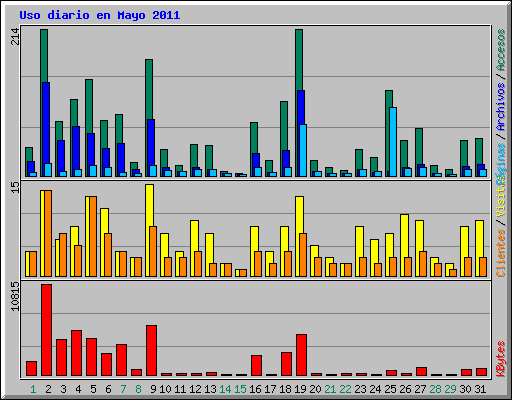 Uso diario en Mayo 2011
214
15
10815
Clientes / Visitas
Páginas / Archivos / Accesos
KBytes
1 2 3 4 5 6 7 8 9 10 11 12 13 14 15 16 17 18 19 20 21 22 23 24 25 26 27 28 29 30 31